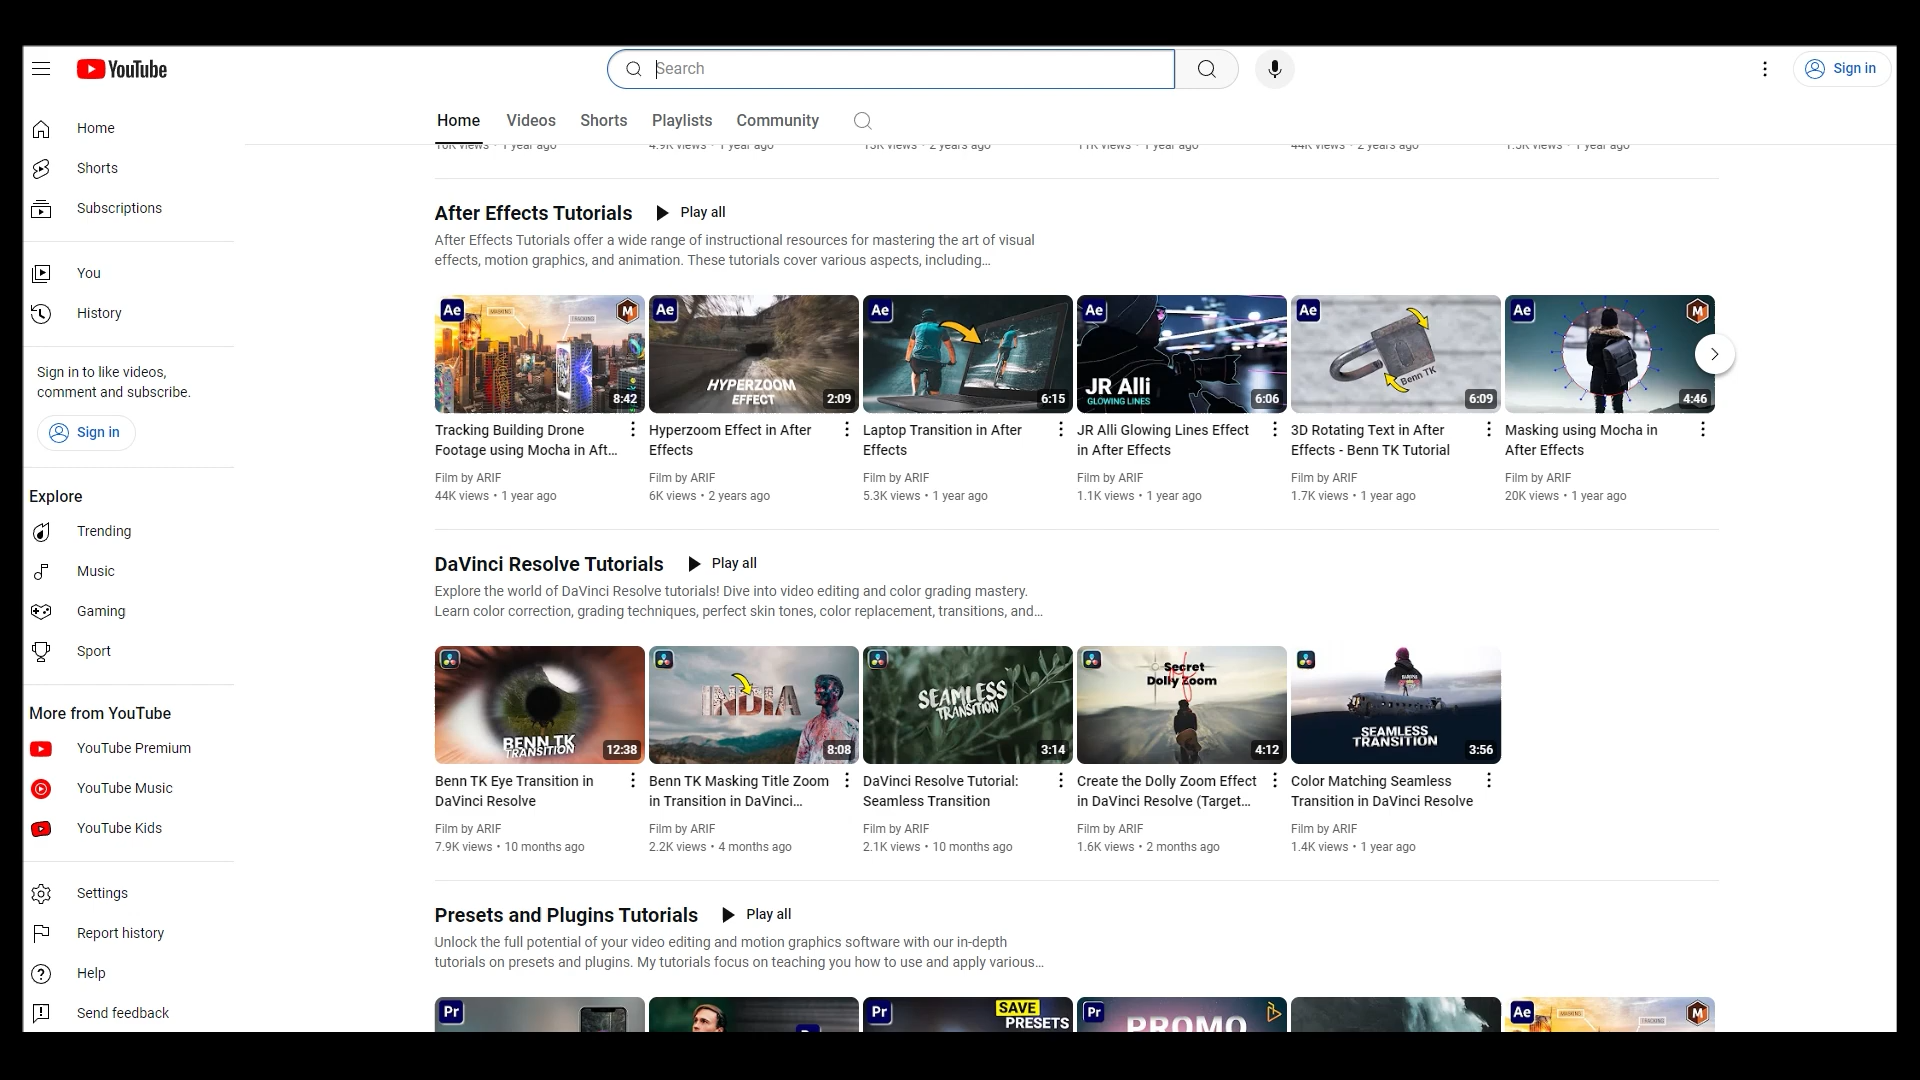 YouTube
Search
Sign in
Home
Shorts
Subscriptions
You
History
Sign in to like videos,
comment and subscribe.
Sign in
Explore
Trending
Music
Gaming
Sport
More from YouTube
YouTube Premium
YouTube Music
YouTube Kids
Settings
Report history
Help
Send feedback
Home Videos Shorts Playlists Community
After Effects Tutorials Play all
After Effects Tutorials offer a wide range of instructional resources for mastering the art of visual
effects, motion graphics, and animation. These tutorials cover various aspects, including…
Ae MASKING TRACKING M 8:42
Tracking Building Drone
Footage using Mocha in Aft…
Film by ARIF
44K views • 1 year ago
Ae HYPERZOOM
EFFECT 2:09
Hyperzoom Effect in After
Effects
Film by ARIF
6K views • 2 years ago
Ae 6:15
Laptop Transition in After
Effects
Film by ARIF
5.3K views • 1 year ago
Ae JR Alli
GLOWING LINES 6:06
JR Alli Glowing Lines Effect
in After Effects
Film by ARIF
1.1K views • 1 year ago
Ae Benn TK 6:09
3D Rotating Text in After
Effects - Benn TK Tutorial
Film by ARIF
1.7K views • 1 year ago
Ae M 4:46
Masking using Mocha in
After Effects
Film by ARIF
20K views • 1 year ago
DaVinci Resolve Tutorials Play all
Explore the world of DaVinci Resolve tutorials! Dive into video editing and color grading mastery.
Learn color correction, grading techniques, perfect skin tones, color replacement, transitions, and…
BENN TK
TRANSITION 12:38
Benn TK Eye Transition in
DaVinci Resolve
Film by ARIF
7.9K views • 10 months ago
INDIA 8:08
Benn TK Masking Title Zoom
in Transition in DaVinci…
Film by ARIF
2.2K views • 4 months ago
SEAMLESS
TRANSITION 3:14
DaVinci Resolve Tutorial:
Seamless Transition
Film by ARIF
2.1K views • 10 months ago
Secret
Dolly Zoom 4:12
Create the Dolly Zoom Effect
in DaVinci Resolve (Target…
Film by ARIF
1.6K views • 2 months ago
SEAMLESS
TRANSITION 3:56
Color Matching Seamless
Transition in DaVinci Resolve
Film by ARIF
1.4K views • 1 year ago
Presets and Plugins Tutorials Play all
Unlock the full potential of your video editing and motion graphics software with our in-depth
tutorials on presets and plugins. My tutorials focus on teaching you how to use and apply various…
Pr
Pr SAVE
PRESETS
Pr PROMO
Ae MASKING TRACKING M